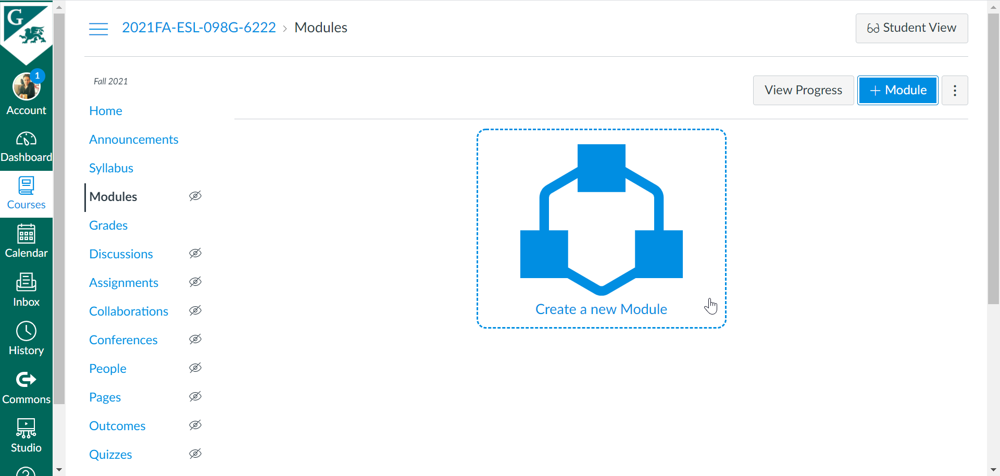 G
2021FA-ESL-098G-6222 › Modules
Student View
1
Account
Dashboard
Courses
Calendar
Inbox
History
Commons
Studio
?
Fall 2021
Home
Announcements
Syllabus
Modules
Grades
Discussions
Assignments
Collaborations
Conferences
People
Pages
Outcomes
Quizzes
View Progress
+ Module
Create a new Module